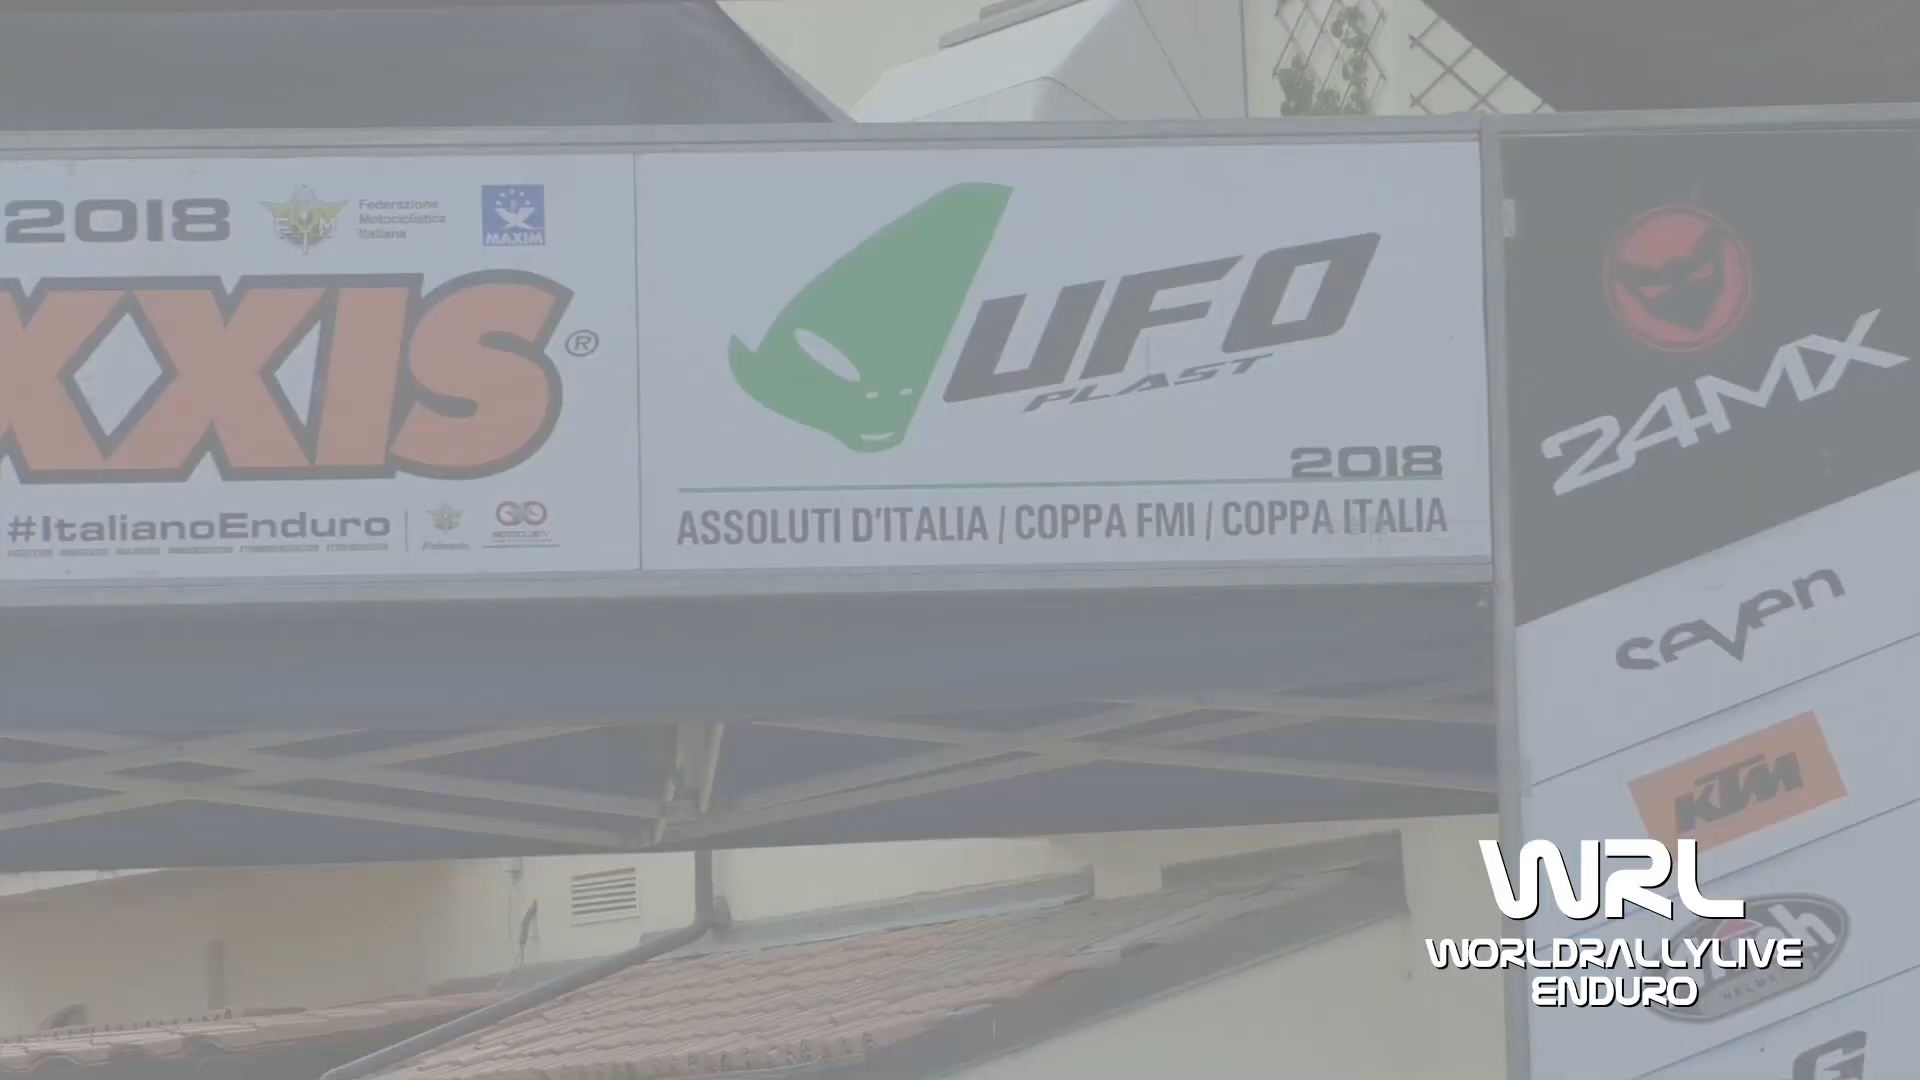 2018
FM
Federazione
Motociclistica
Italiana
MAXIM
XXIS®
#ItalianoEnduro
UFO
PLAST
2018
ASSOLUTI D'ITALIA / COPPA FMI / COPPA ITALIA
24MX
seven
KTM
WRL
WORLDRALLYLIVE
ENDURO
G